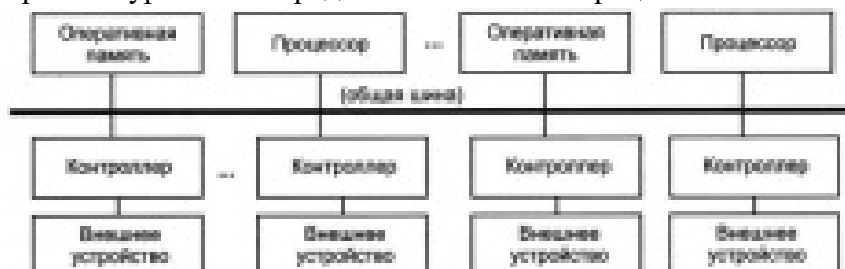 Оперативная
память
Процессор
...
Оперативная
память
Процессор
(общая шина)
Контроллер
...
Контроллер
Контроллер
Контроллер
Внешнее
устройство
Внешнее
устройство
Внешнее
устройство
Внешнее
устройство